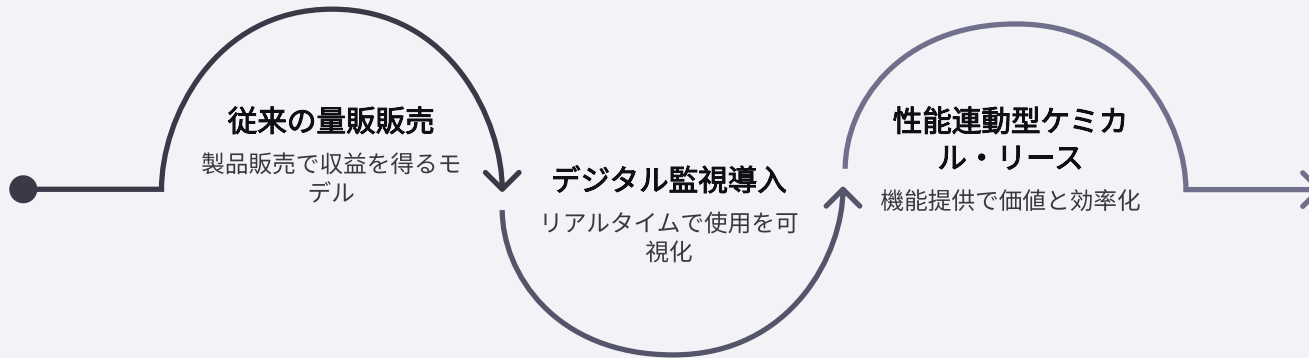 従来の量販販売
製品販売で収益を得るモ
デル
デジタル監視導入
リアルタイムで使用を可
視化
性能連動型ケミカ
ル・リース
機能提供で価値と効率化